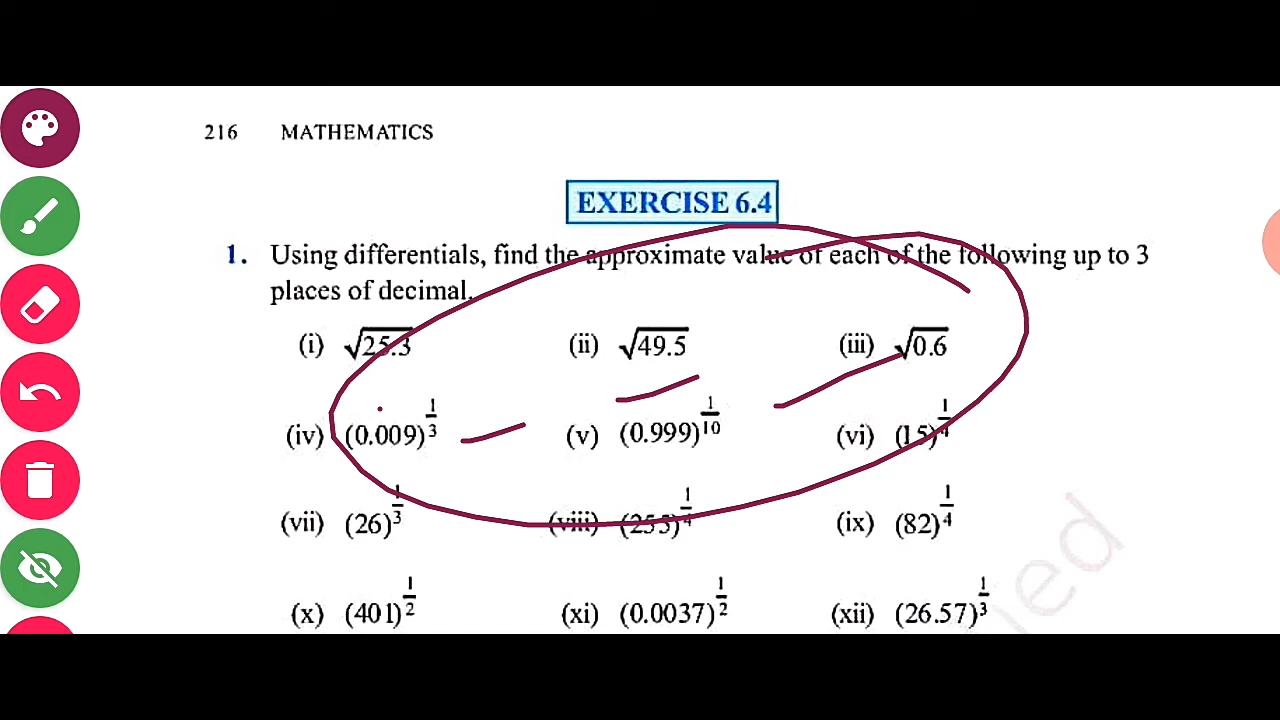 216 MATHEMATICS
EXERCISE 6.4
1. Using differentials, find the approximate value of each of the following up to 3
places of decimal.
(i) √25.3 (ii) √49.5 (iii) √0.6
(iv) (0.009)^(1/3) (v) (0.999)^(1/10) (vi) (15)^(1/4)
(vii) (26)^(1/3) (viii) (255)^(1/4) (ix) (82)^(1/4)
(x) (401)^(1/2) (xi) (0.0037)^(1/2) (xii) (26.57)^(1/3)